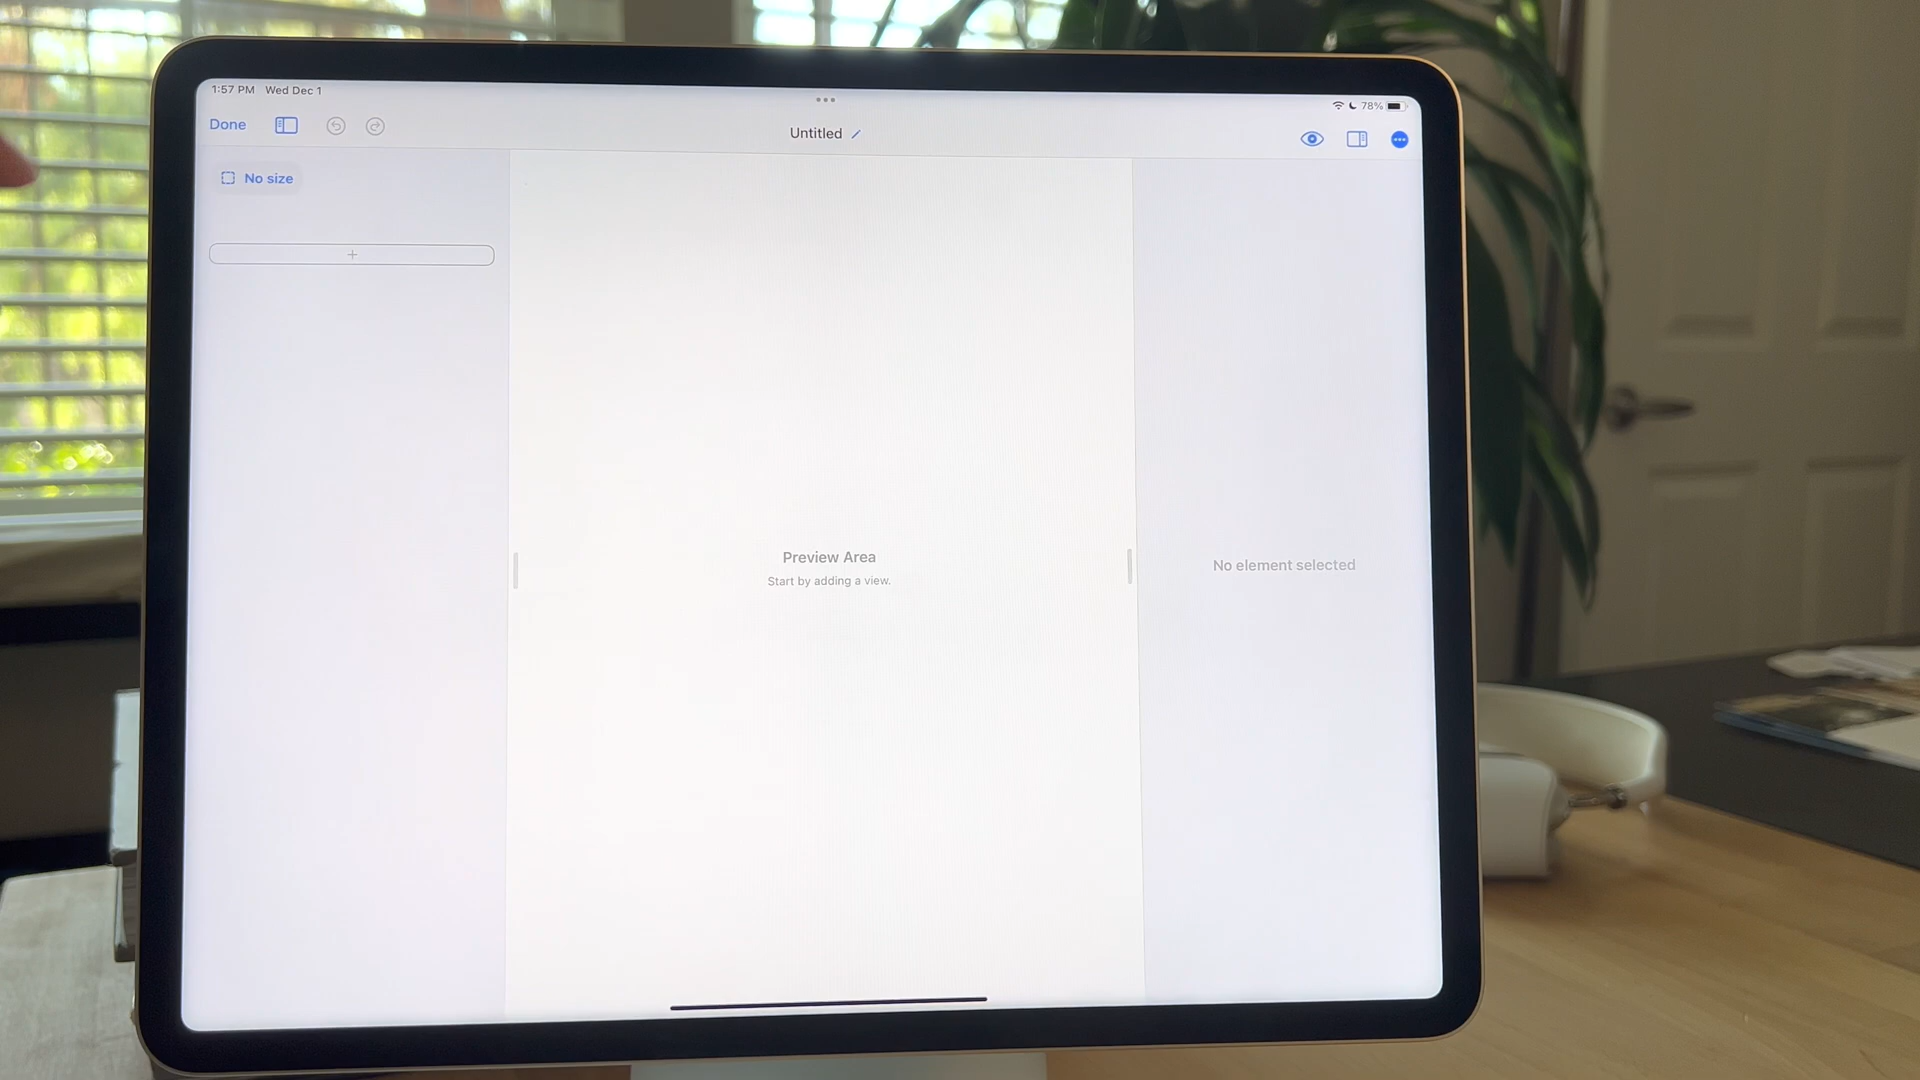 1:57 PM Wed Dec 1
78%
Done
Untitled
No size
+
Preview Area
Start by adding a view.
No element selected